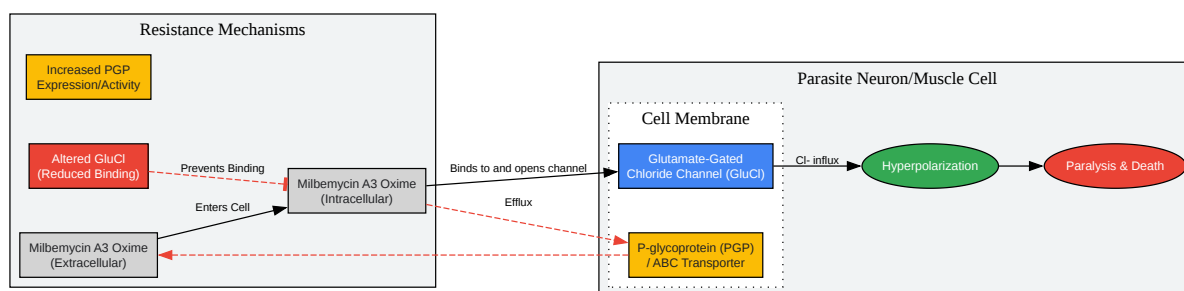 Resistance Mechanisms
Increased PGP
Expression/Activity
Altered GluCl
(Reduced Binding)
Prevents Binding
Milbemycin A3 Oxime
(Intracellular)
Enters Cell
Milbemycin A3 Oxime
(Extracellular)
Binds to and opens channel
Efflux
Parasite Neuron/Muscle Cell
Cell Membrane
Glutamate-Gated
Chloride Channel (GluCl)
Cl- influx
Hyperpolarization
Paralysis & Death
P-glycoprotein (PGP)
/ ABC Transporter